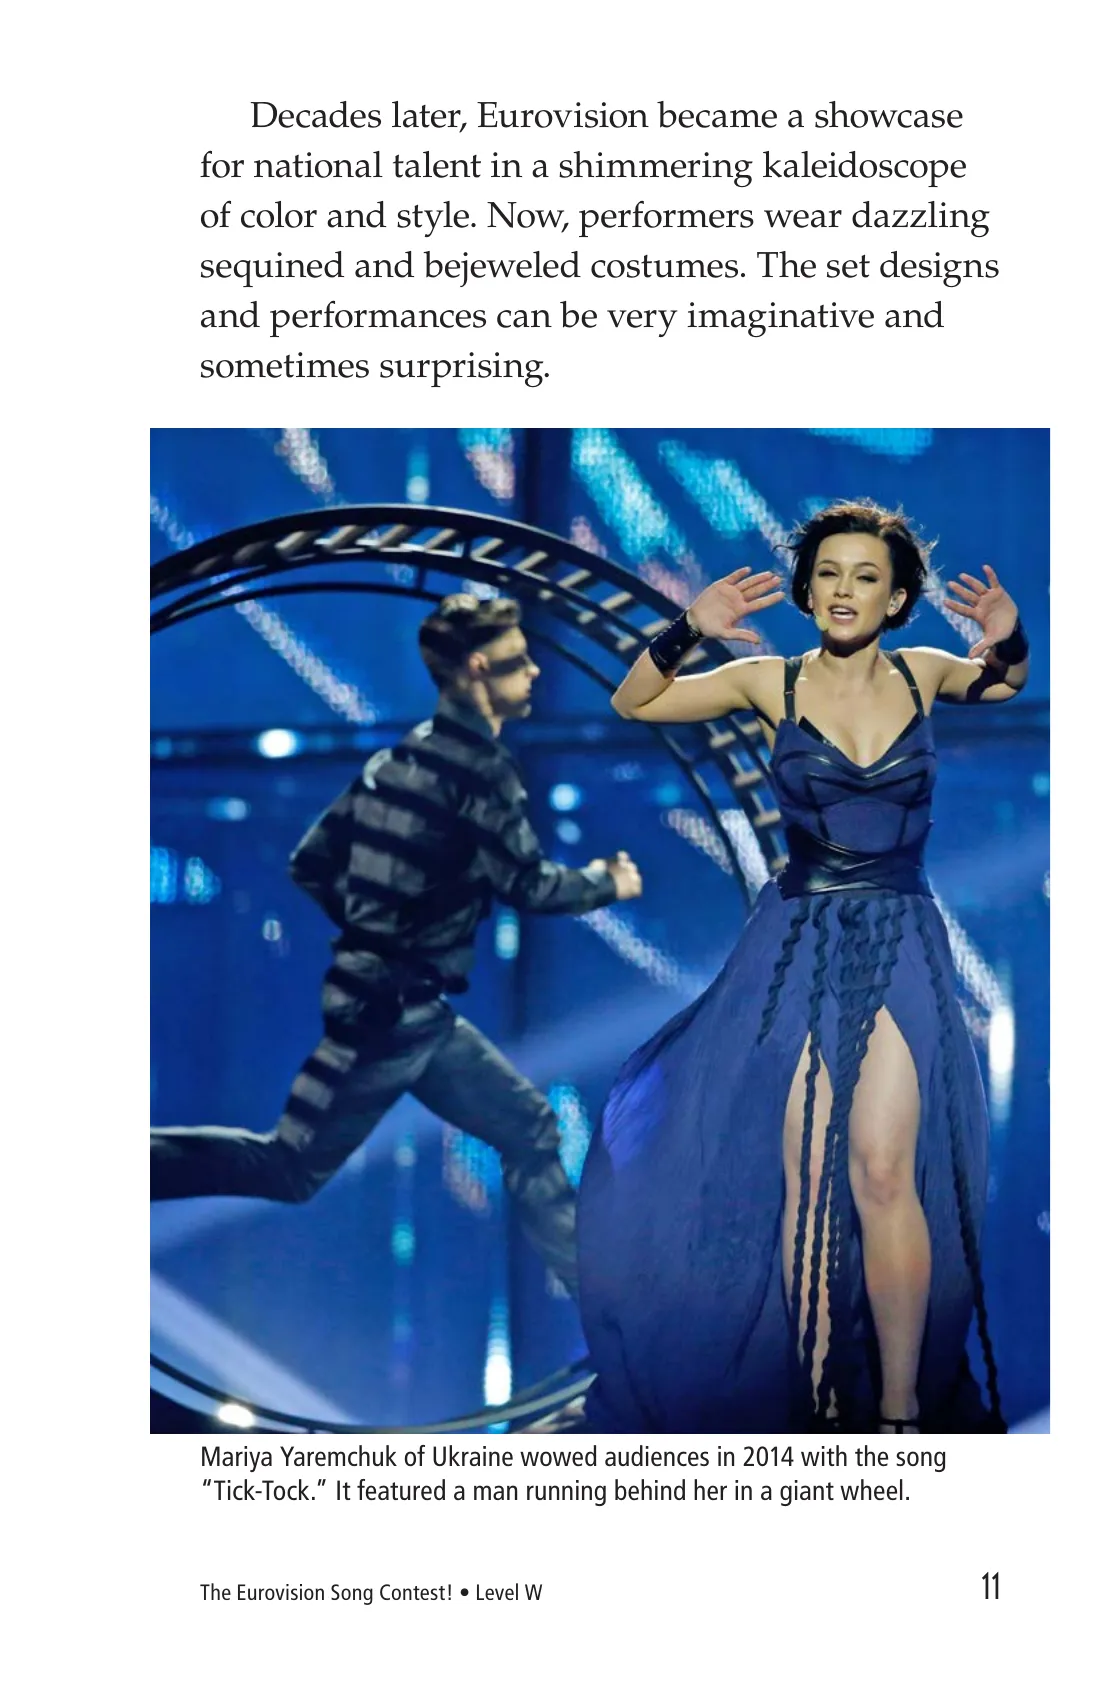 Decades later, Eurovision became a showcase
for national talent in a shimmering kaleidoscope
of color and style. Now, performers wear dazzling
sequined and bejeweled costumes. The set designs
and performances can be very imaginative and
sometimes surprising.
Mariya Yaremchuk of Ukraine wowed audiences in 2014 with the song
“Tick-Tock.” It featured a man running behind her in a giant wheel.
The Eurovision Song Contest! • Level W
11